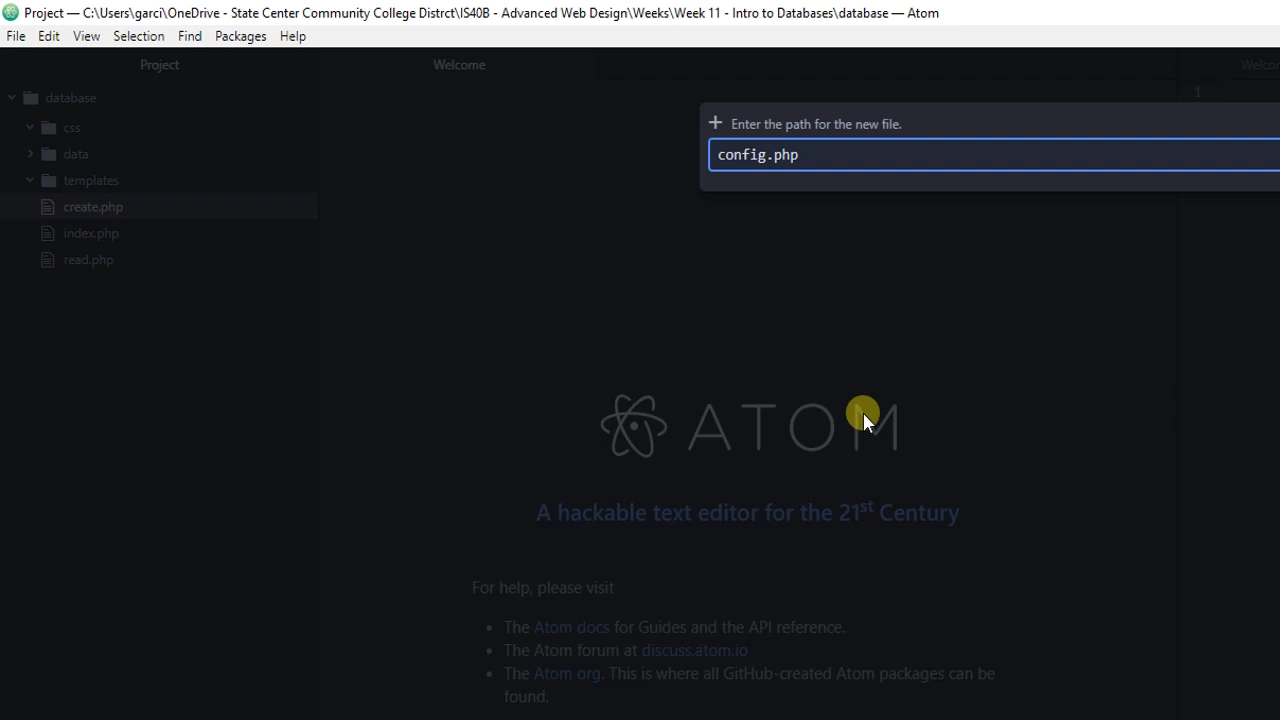 Project — C:\Users\garci\OneDrive - State Center Community College Distrct\IS40B - Advanced Web Design\Weeks\Week 11 - Intro to Databases\database — Atom
File Edit View Selection Find Packages Help
Project
Welcome
database
css
data
templates
create.php
index.php
read.php
1
Enter the path for the new file.
config.php
ATOM
A hackable text editor for the 21st Century
For help, please visit
• The Atom docs for Guides and the API reference.
• The Atom forum at discuss.atom.io
• The Atom org. This is where all GitHub-created Atom packages can be
found.